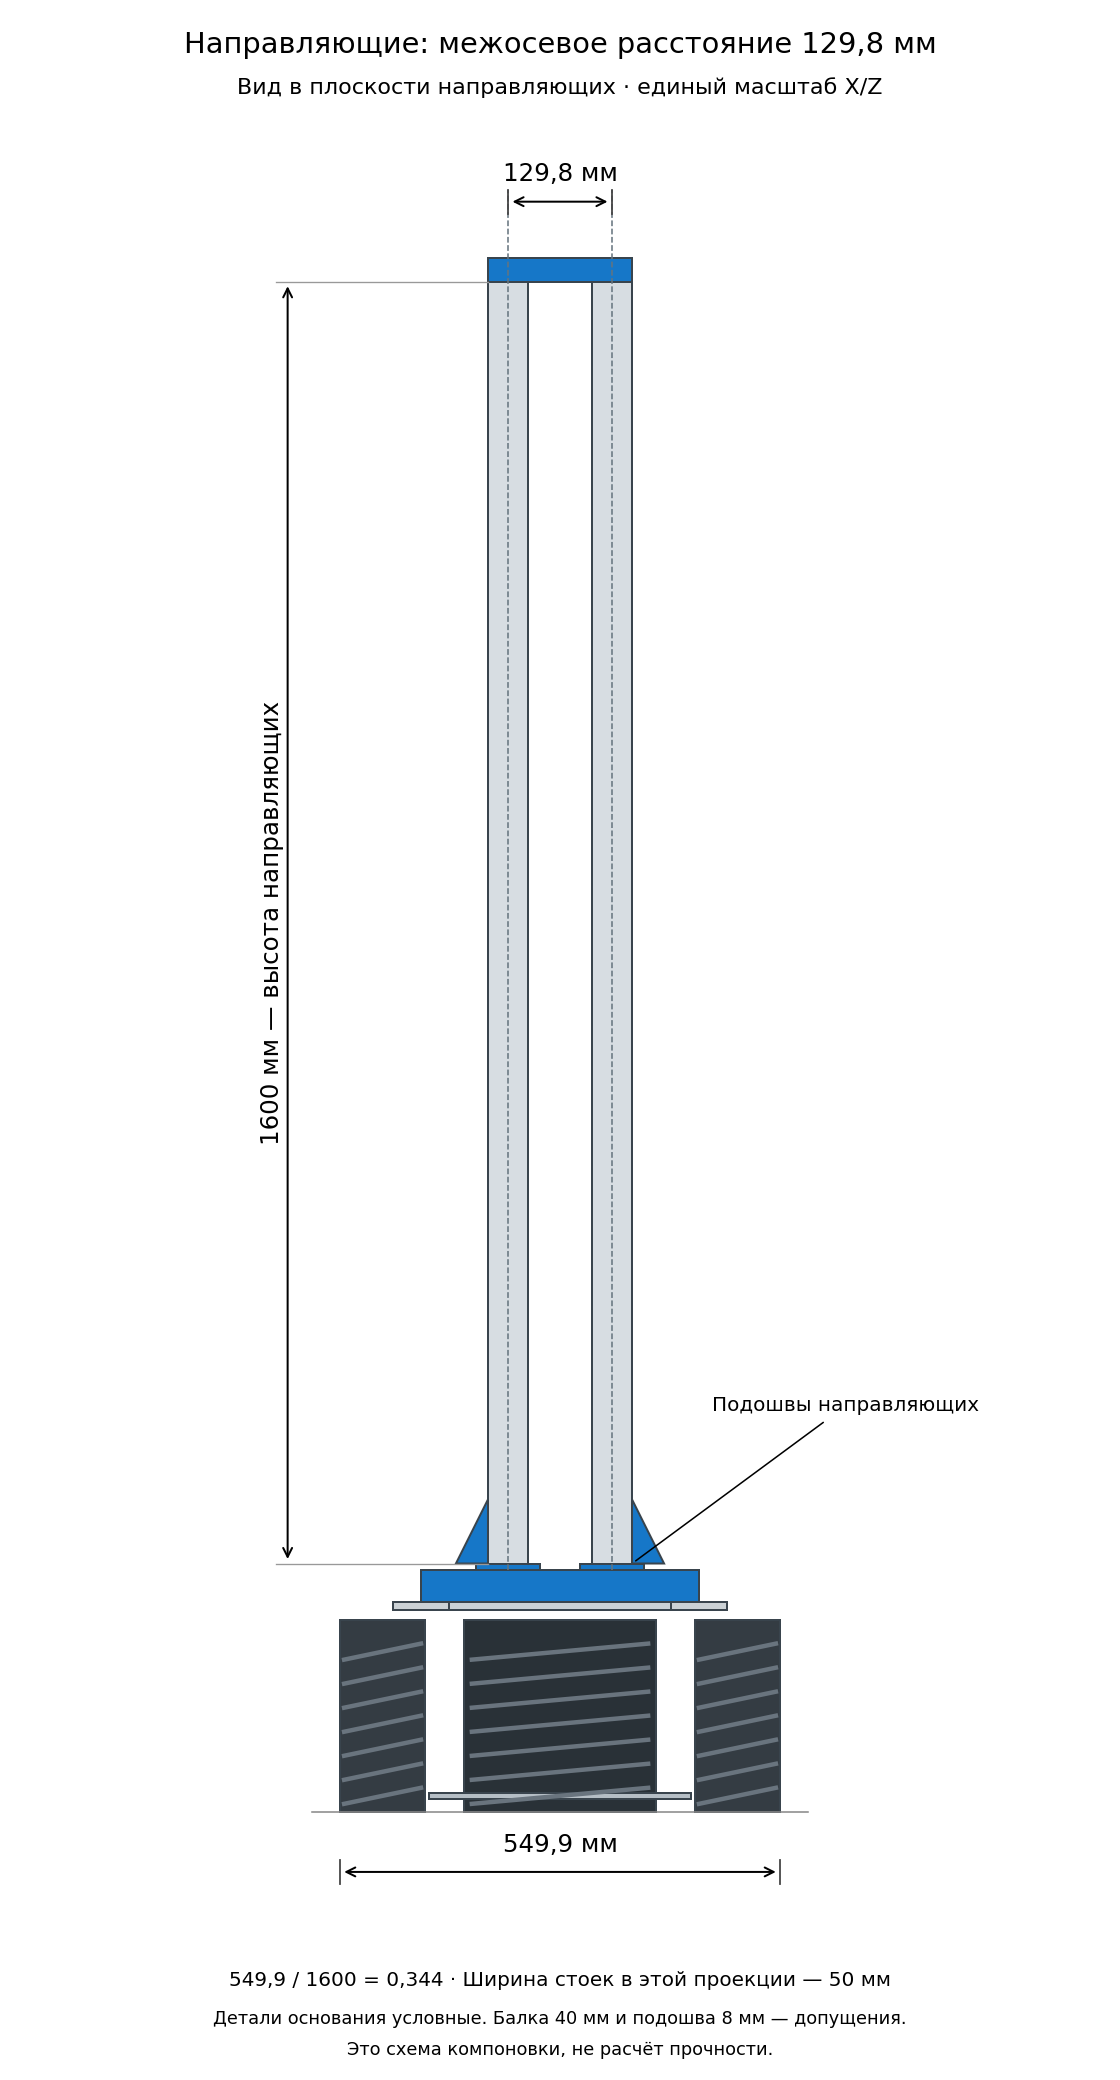 Направляющие: межосевое расстояние 129,8 мм
Вид в плоскости направляющих · единый масштаб X/Z
129,8 мм
1600 мм — высота направляющих
Подошвы направляющих
549,9 мм
549,9 / 1600 = 0,344 · Ширина стоек в этой проекции — 50 мм
Детали основания условные. Балка 40 мм и подошва 8 мм — допущения.
Это схема компоновки, не расчёт прочности.